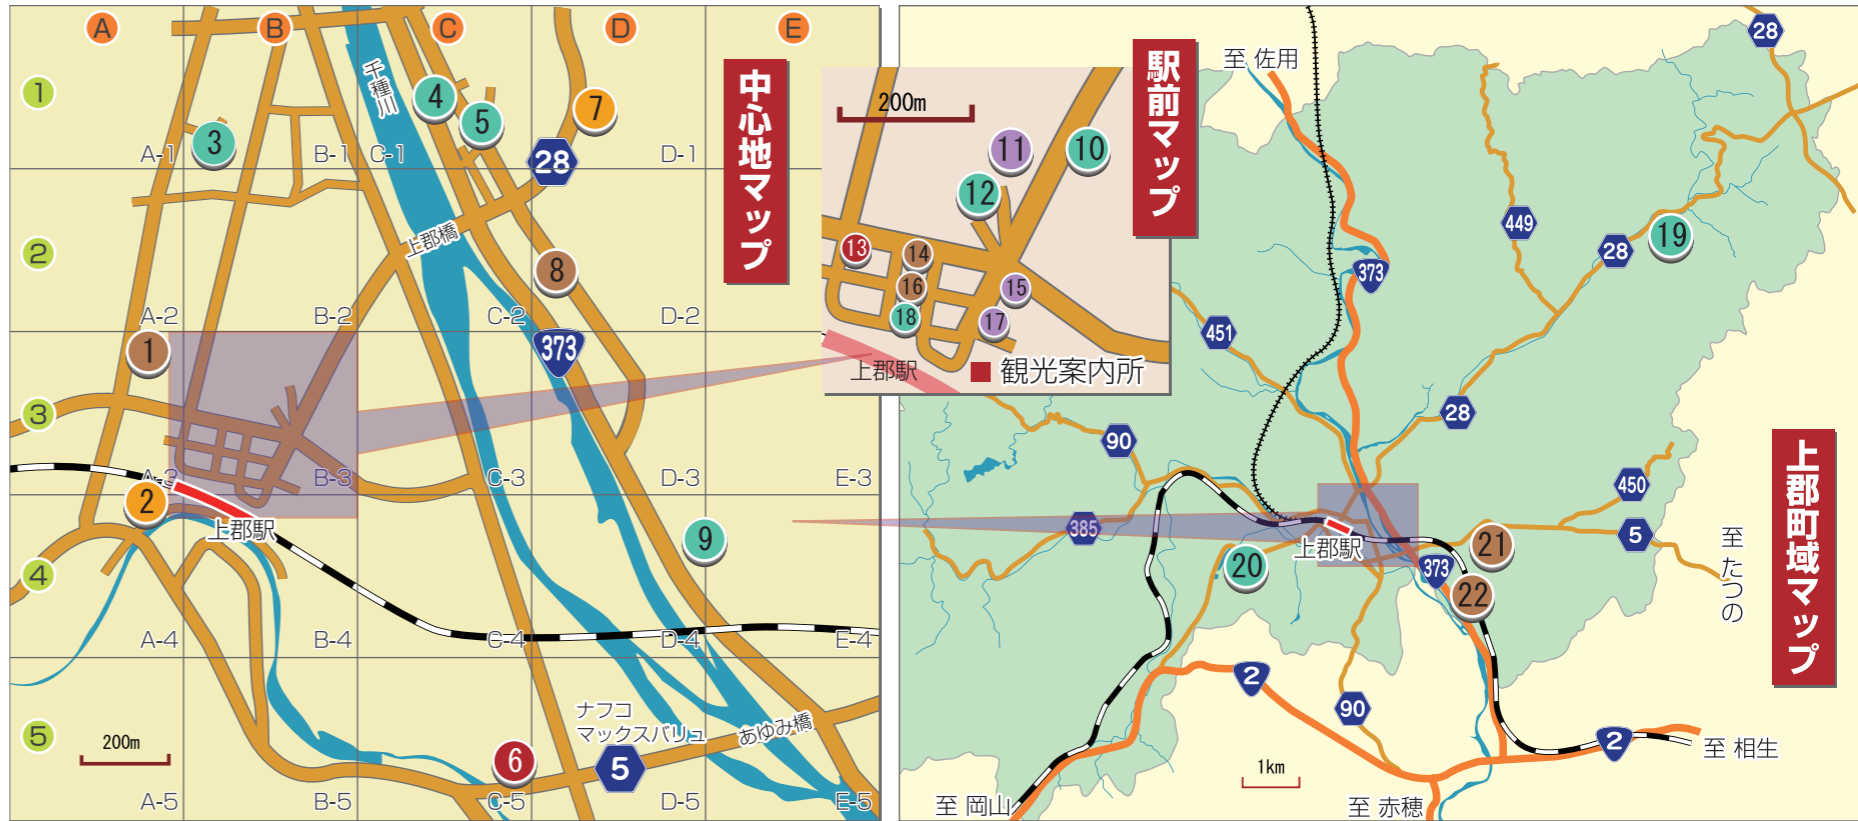 A
B
C
D
E
1
2
3
4
5
中心地マップ
千種川
3
4
5
7
28
A-1
B-1
C-1
D-1
上郡橋
8
A-2
B-2
C-2
D-2
1
373
A-3
B-3
C-3
D-3
E-3
2
上郡駅
9
A-4
B-4
C-4
D-4
E-4
ナフコ
マックスバリュ
あゆみ橋
200m
6
5
A-5
B-5
C-5
D-5
E-5
駅前マップ
200m
11
10
12
13
14
16
15
18
17
上郡駅
観光案内所
上郡町域マップ
至 佐用
28
449
28
19
373
451
28
90
450
385
上郡駅
21
5
至 たつの
20
373
22
2
90
2
至 相生
1km
至 岡山
至 赤穂